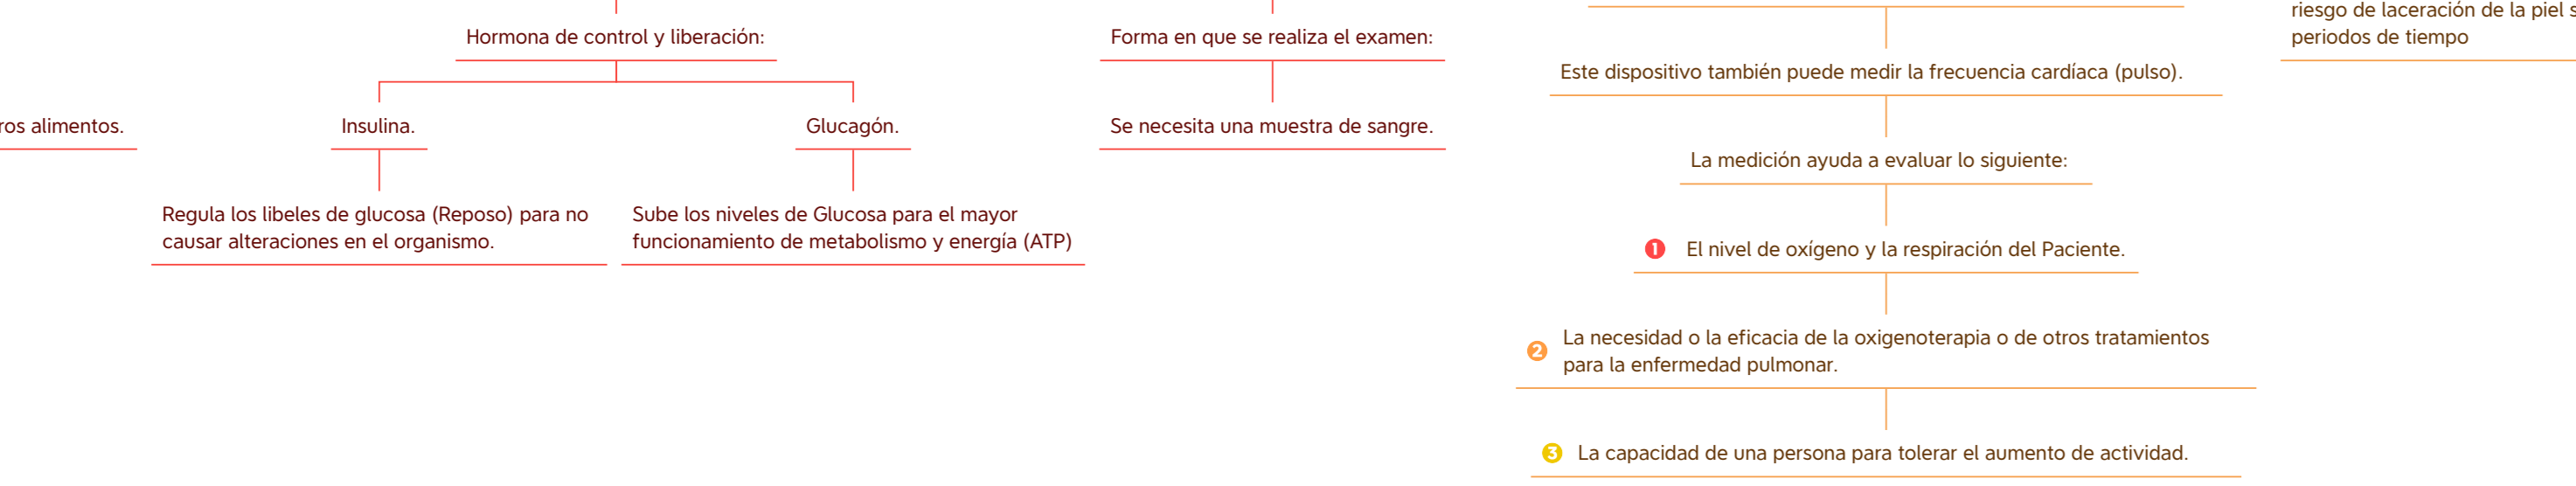 Hormona de control y liberación:
Insulina.
Glucagón.
ros alimentos.
Regula los libeles de glucosa (Reposo) para no
causar alteraciones en el organismo.
Sube los niveles de Glucosa para el mayor
funcionamiento de metabolismo y energía (ATP)
Forma en que se realiza el examen:
Se necesita una muestra de sangre.
Este dispositivo también puede medir la frecuencia cardíaca (pulso).
La medición ayuda a evaluar lo siguiente:
1 El nivel de oxígeno y la respiración del Paciente.
2 La necesidad o la eficacia de la oxigenoterapia o de otros tratamientos
para la enfermedad pulmonar.
3 La capacidad de una persona para tolerar el aumento de actividad.
riesgo de laceración de la piel s
periodos de tiempo